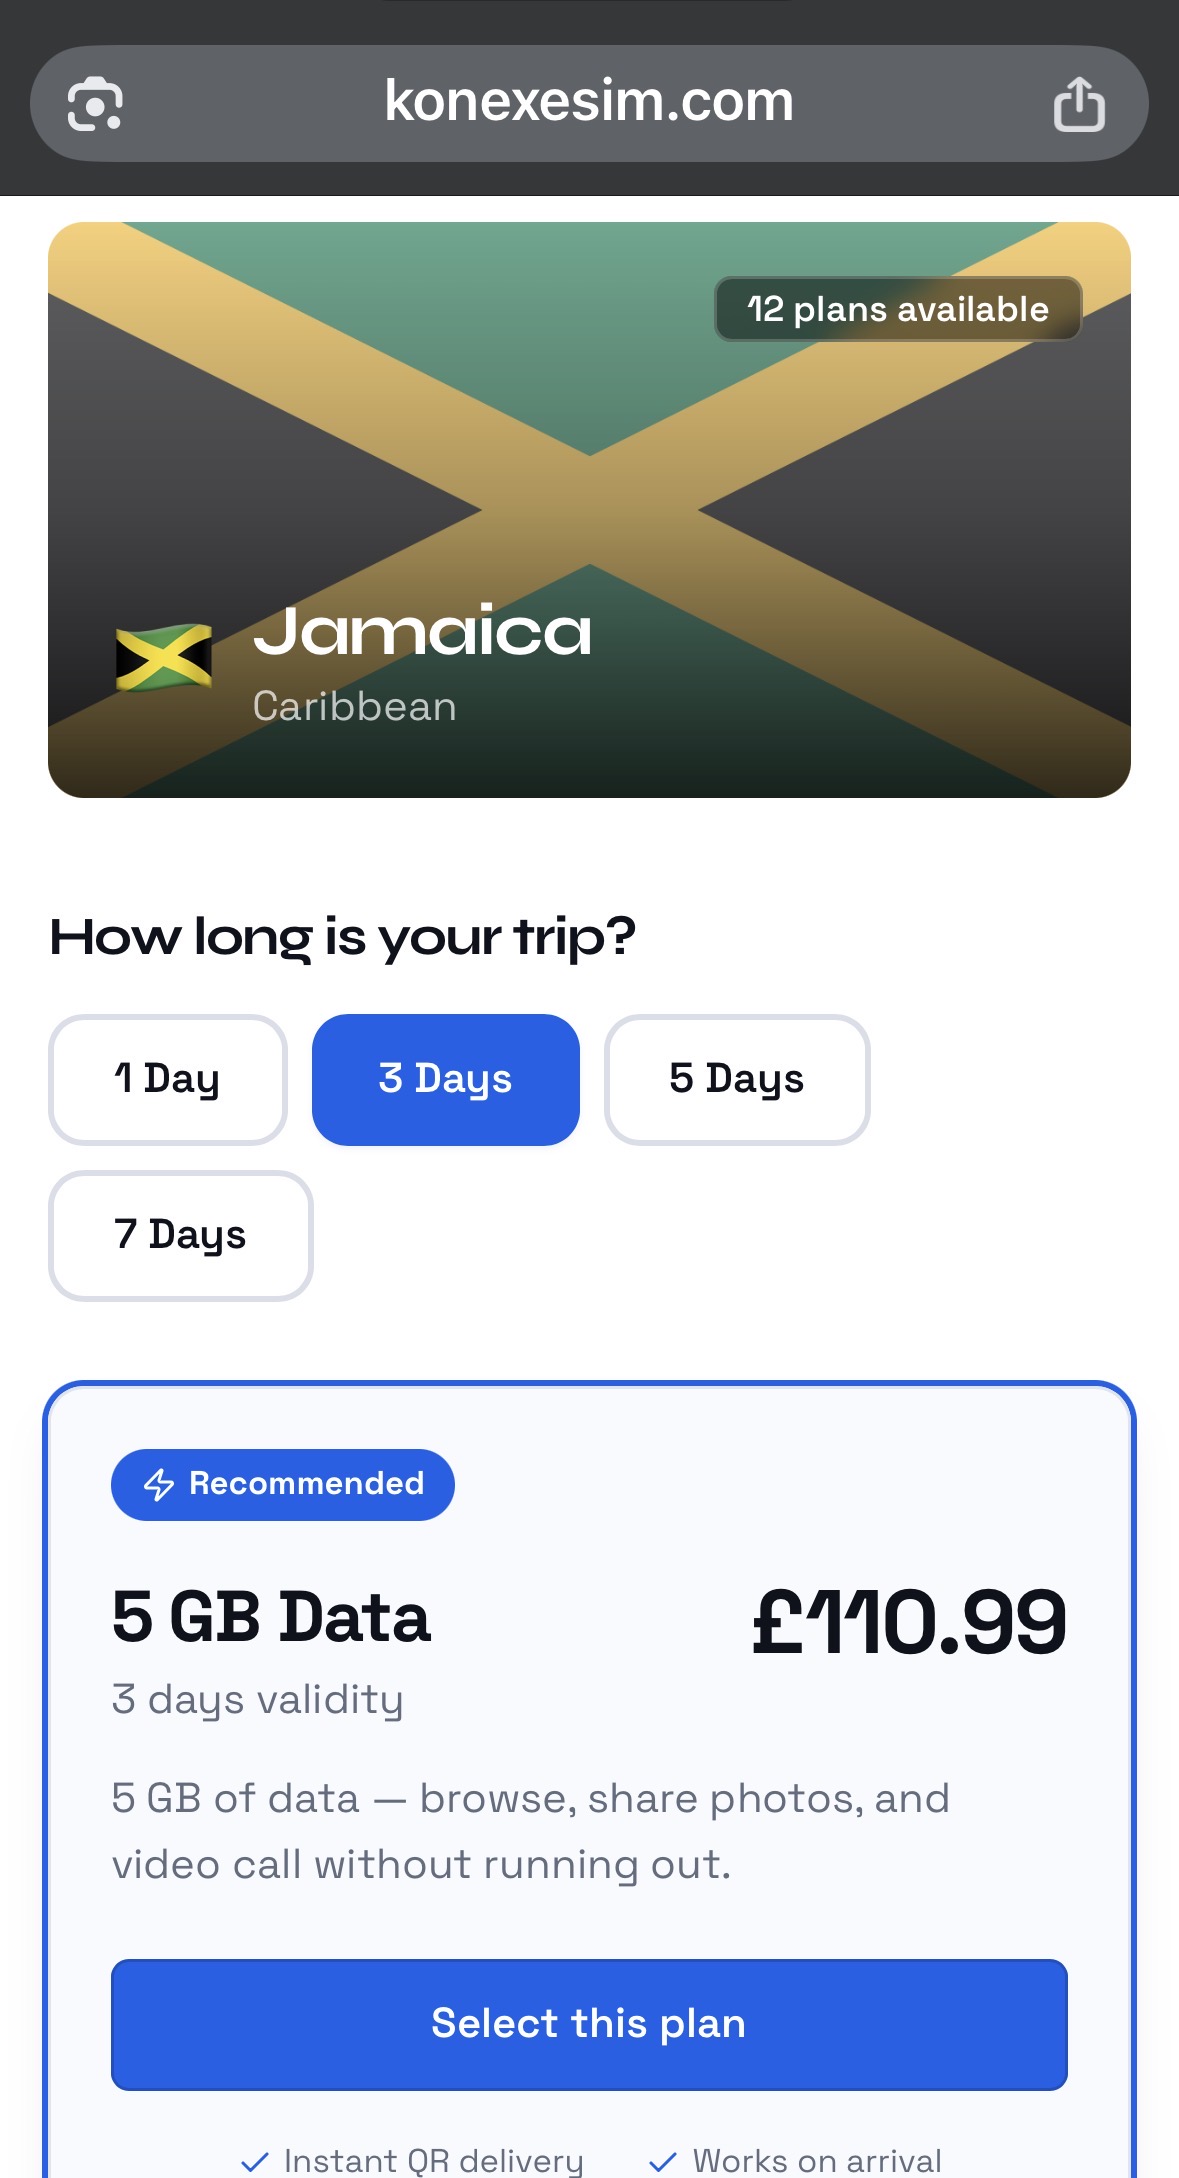 konexesim.com
12 plans available
Jamaica
Caribbean
How long is your trip?
1 Day
3 Days
5 Days
7 Days
Recommended
5 GB Data
£110.99
3 days validity
5 GB of data — browse, share photos, and
video call without running out.
Select this plan
Instant QR delivery
Works on arrival